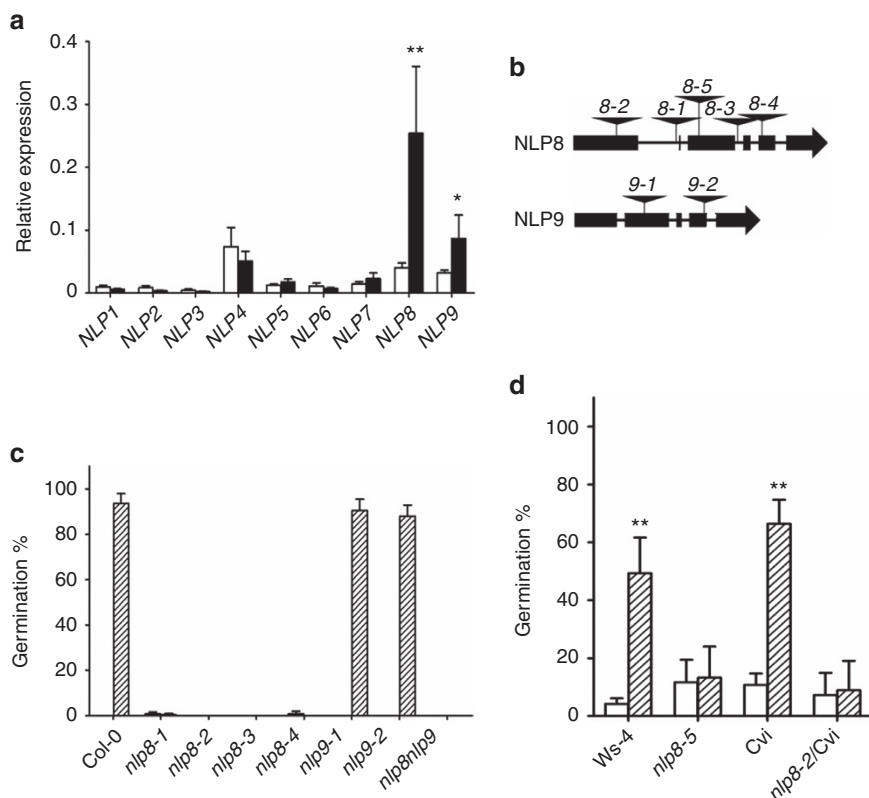 a
0.4
0.3
0.2
0.1
0
Relative expression
**
*
NLP1
NLP2
NLP3
NLP4
NLP5
NLP6
NLP7
NLP8
NLP9
b
8-5
8-2
8-1
8-3
8-4
NLP8
9-1
9-2
NLP9
c
100
80
60
40
20
0
Germination %
Col-0
nlp8-1
nlp8-2
nlp8-3
nlp8-4
nlp9-1
nlp9-2
nlp8nlp9
d
100
80
60
40
20
0
Germination %
**
**
Ws-4
nlp8-5
Cvi
nlp8-2/Cvi